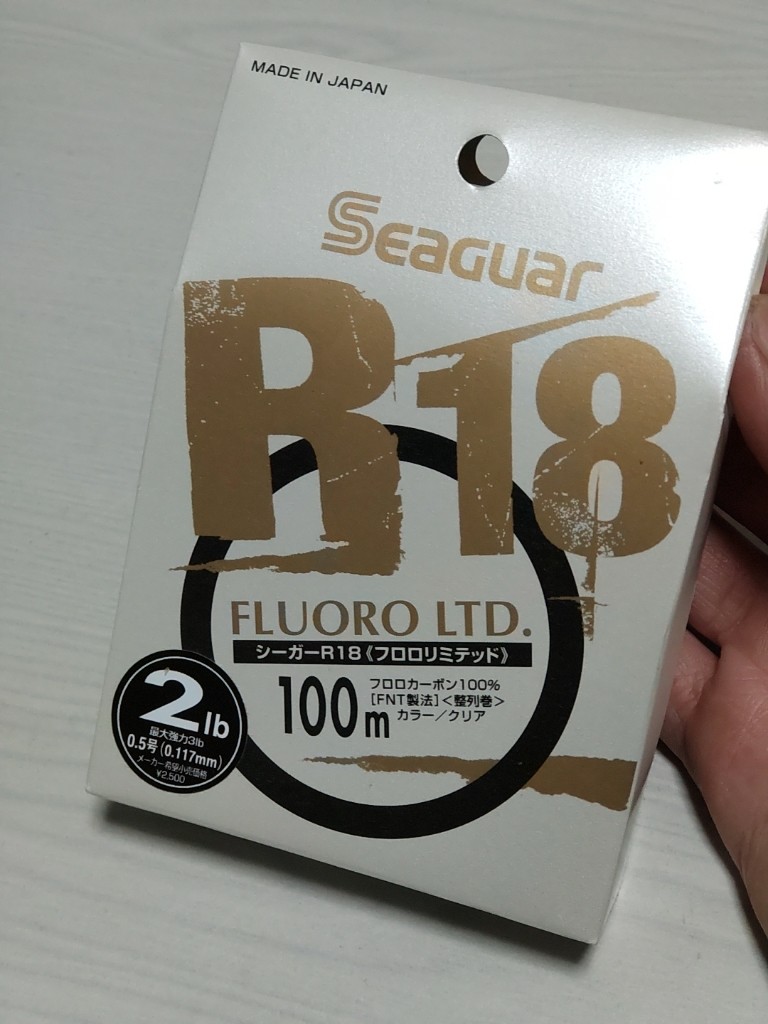 MADE IN JAPAN
Seaguar
R18
FLUORO LTD.
シーガーR18《フロロリミテッド》
100m
フロロカーボン100%
[FNT製法]<整列巻>
カラー／クリア
2lb
最大強力3lb
0.5号(0.117mm)
メーカー希望小売価格
¥2,500